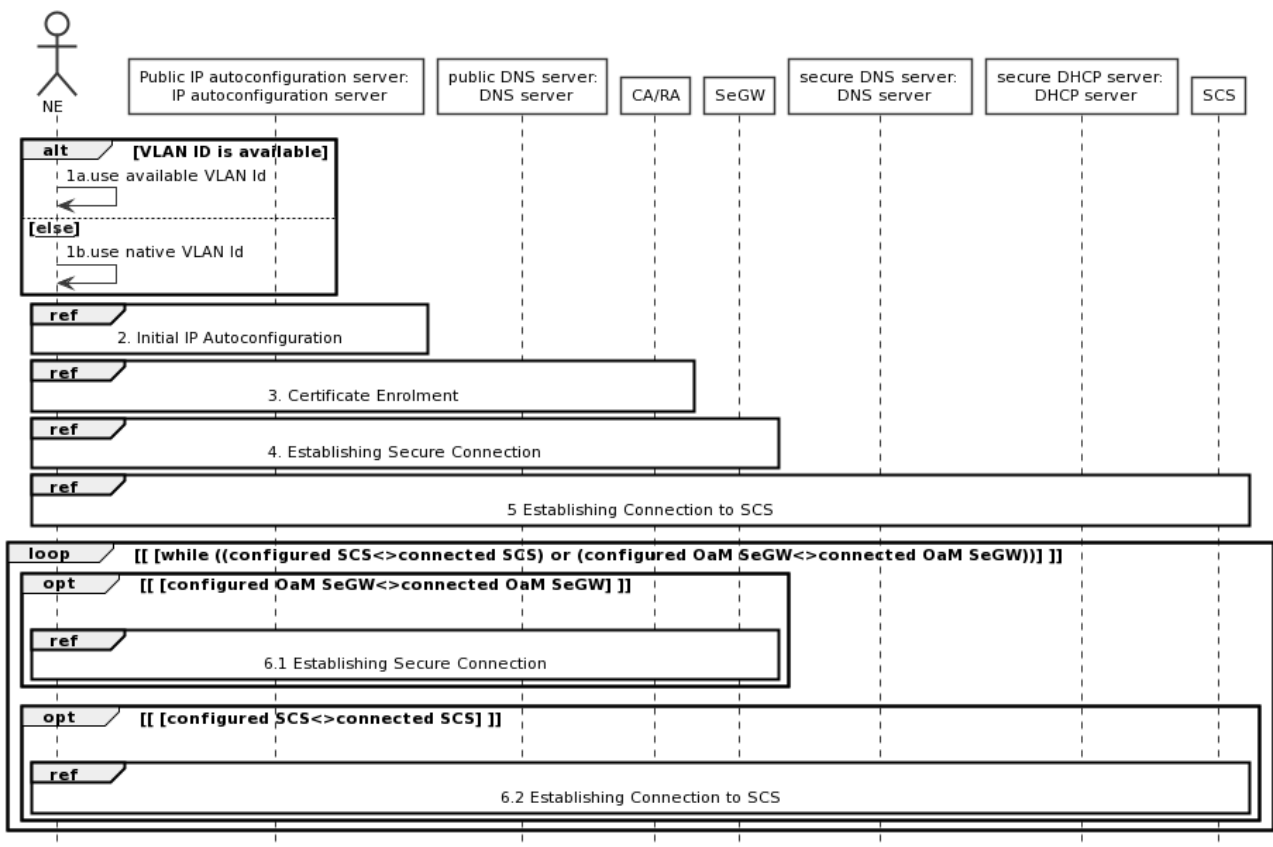 NE
Public IP autoconfiguration server:
IP autoconfiguration server
public DNS server:
DNS server
CA/RA
SeGW
secure DNS server:
DNS server
secure DHCP server:
DHCP server
SCS
alt [VLAN ID is available]
1a.use available VLAN Id
[else]
1b.use native VLAN Id
ref
2. Initial IP Autoconfiguration
ref
3. Certificate Enrolment
ref
4. Establishing Secure Connection
ref
5 Establishing Connection to SCS
loop [[ [while ((configured SCS<>connected SCS) or (configured OaM SeGW<>connected OaM SeGW))] ]]
opt [[ [configured OaM SeGW<>connected OaM SeGW] ]]
ref
6.1 Establishing Secure Connection
opt [[ [configured SCS<>connected SCS] ]]
ref
6.2 Establishing Connection to SCS